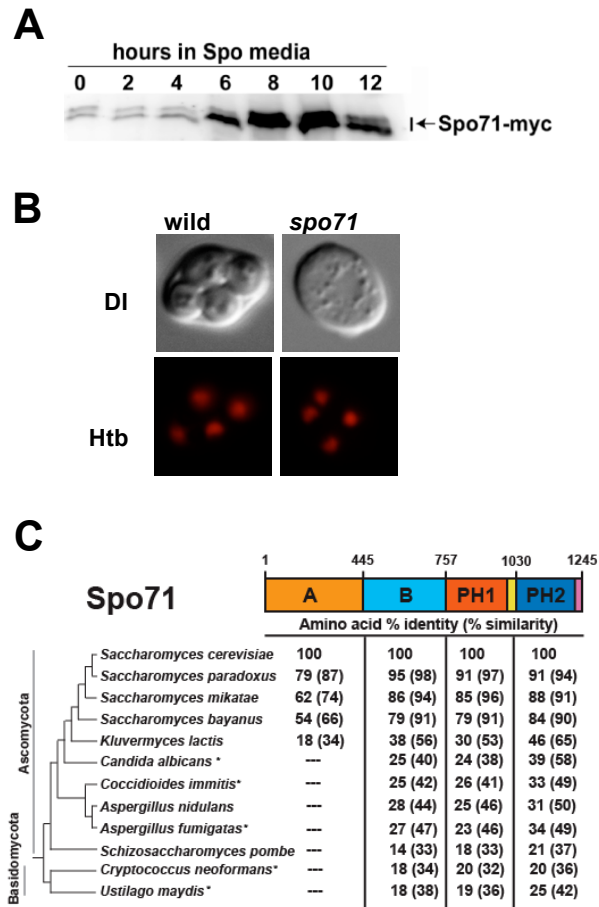 A
hours in Spo media
0 2 4 6 8 10 12
Spo71-myc
B
wild spo71
DI
Htb
C
1 445 757 1030 1245
Spo71 A B PH1 PH2
Amino acid % identity (% similarity)
Ascomycota
Saccharomyces cerevisiae 100 100 100 100
Saccharomyces paradoxus 79 (87) 95 (98) 91 (97) 91 (94)
Saccharomyces mikatae 62 (74) 86 (94) 85 (96) 88 (91)
Saccharomyces bayanus 54 (66) 79 (91) 79 (91) 84 (90)
Kluvermyces lactis 18 (34) 38 (56) 30 (53) 46 (65)
Candida albicans * --- 25 (40) 24 (38) 39 (58)
Coccidioides immitis* --- 25 (42) 26 (41) 33 (49)
Aspergillus nidulans --- 28 (44) 25 (46) 31 (50)
Aspergillus fumigatas* --- 27 (47) 23 (46) 34 (49)
Schizosaccharomyces pombe --- 14 (33) 18 (33) 21 (37)
Basidomycota
Cryptococcus neoformans* --- 18 (34) 20 (32) 20 (36)
Ustilago maydis* --- 18 (38) 19 (36) 25 (42)